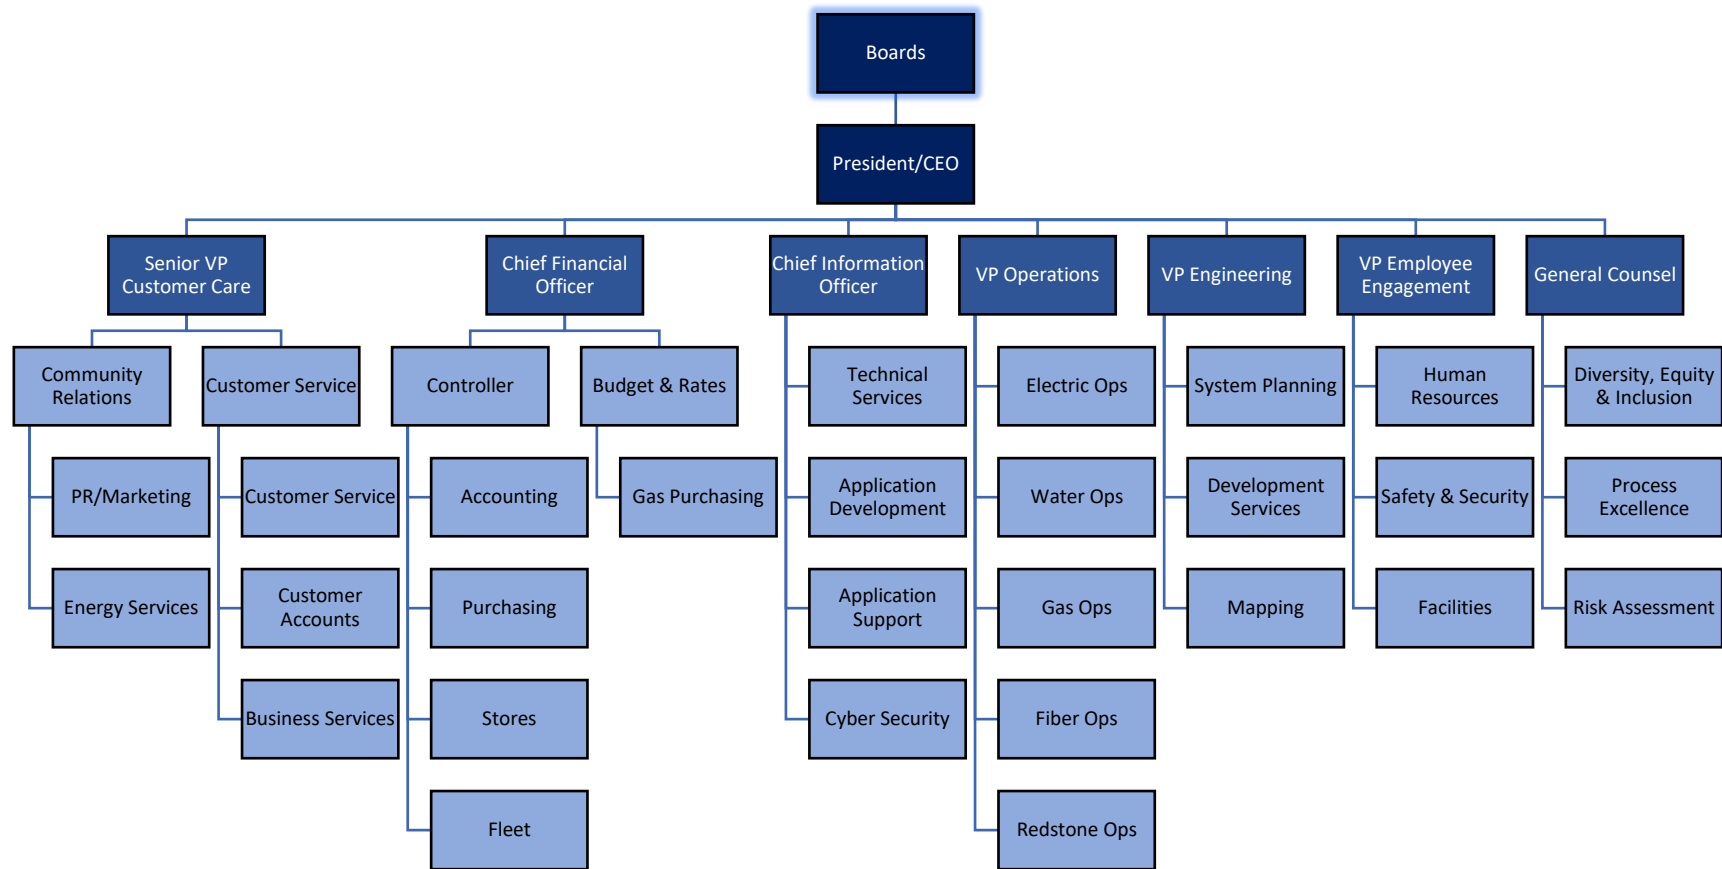 Boards
President/CEO
Senior VP
Customer Care
Chief Financial
Officer
Chief Information
Officer
VP Operations
VP Engineering
VP Employee
Engagement
General Counsel
Community
Relations
Customer Service
Controller
Budget & Rates
Technical
Services
Electric Ops
System Planning
Human
Resources
Diversity, Equity
& Inclusion
PR/Marketing
Customer Service
Accounting
Gas Purchasing
Application
Development
Water Ops
Development
Services
Safety & Security
Process
Excellence
Energy Services
Customer
Accounts
Purchasing
Application
Support
Gas Ops
Mapping
Facilities
Risk Assessment
Business Services
Stores
Cyber Security
Fiber Ops
Fleet
Redstone Ops